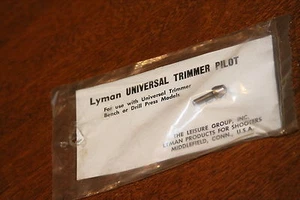 Lyman UNIVERSAL TRIMMER PILOT
For use with Universal Trimmer
Bench or Drill Press Models
THE LEISURE GROUP, INC.
LYMAN PRODUCTS FOR SHOOTERS
MIDDLEFIELD, CONN., U.S.A.